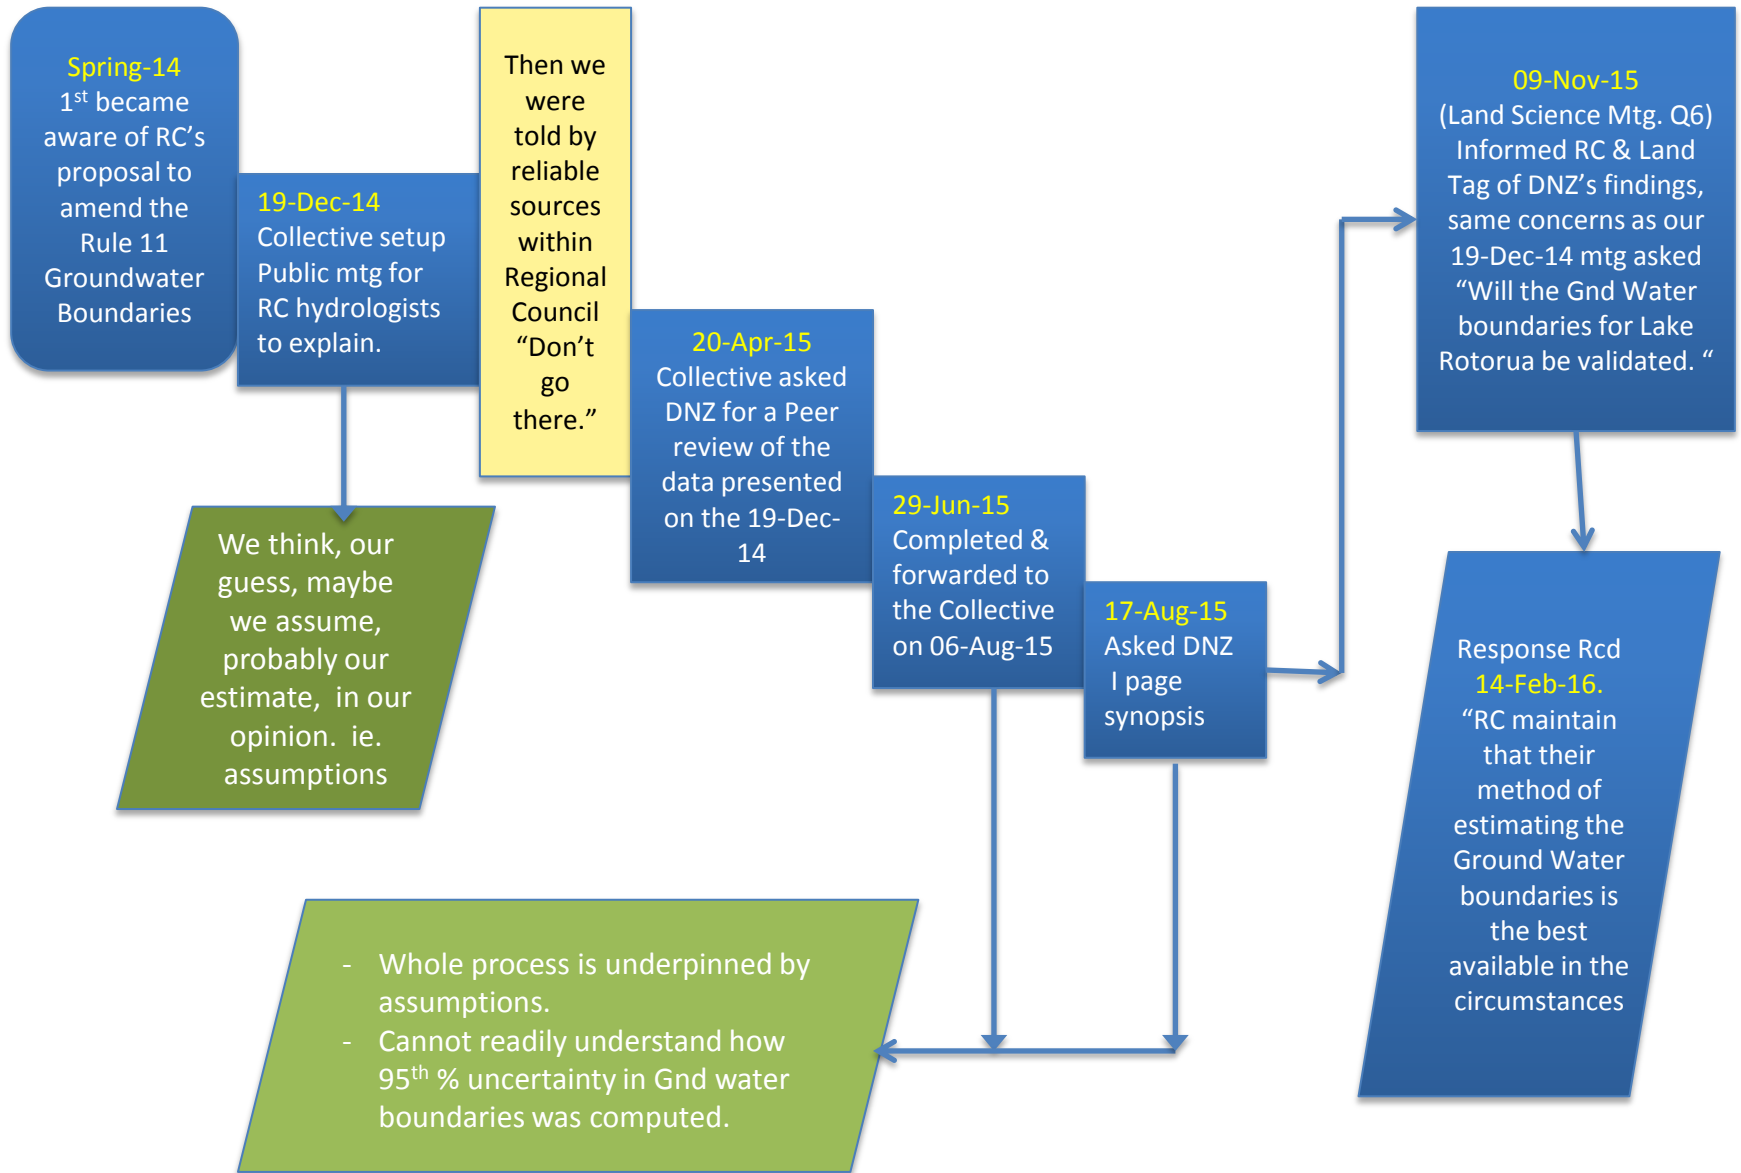 Spring-14
1st became
aware of RC's
proposal to
amend the
Rule 11
Groundwater
Boundaries
19-Dec-14
Collective setup
Public mtg for
RC hydrologists
to explain.
We think, our
guess, maybe
we assume,
probably our
estimate, in our
opinion. ie.
assumptions
Then we
were
told by
reliable
sources
within
Regional
Council
“Don't
go
there.”
20-Apr-15
Collective asked
DNZ for a Peer
review of the
data presented
on the 19-Dec-
14
29-Jun-15
Completed &
forwarded to
the Collective
on 06-Aug-15
17-Aug-15
Asked DNZ
I page
synopsis
- Whole process is underpinned by
assumptions.
- Cannot readily understand how
95th % uncertainty in Gnd water
boundaries was computed.
09-Nov-15
(Land Science Mtg. Q6)
Informed RC & Land
Tag of DNZ's findings,
same concerns as our
19-Dec-14 mtg asked
“Will the Gnd Water
boundaries for Lake
Rotorua be validated. “
Response Rcd
14-Feb-16.
“RC maintain
that their
method of
estimating the
Ground Water
boundaries is
the best
available in the
circumstances